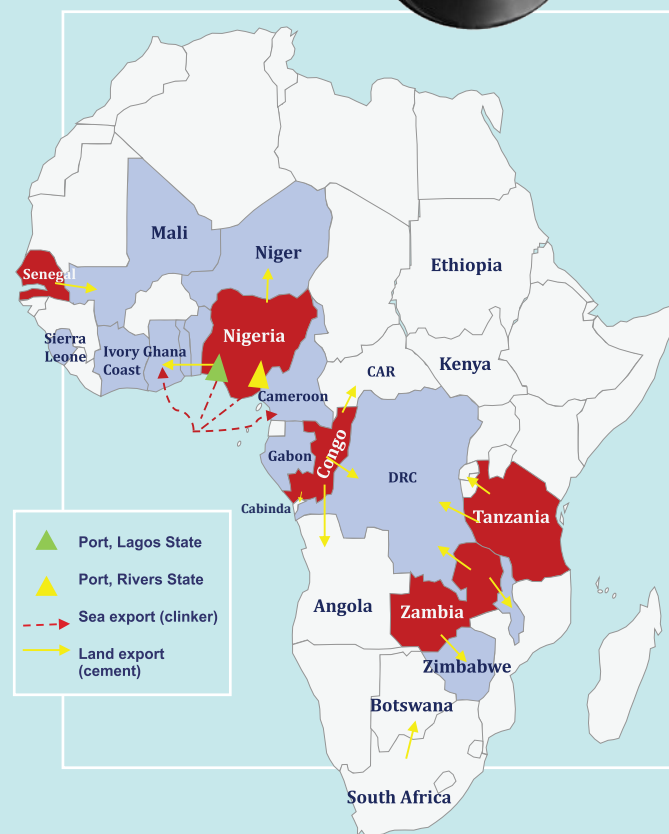 Mali
Niger
Ethiopia
Senegal
Nigeria
Sierra
Leone
Ivory
Coast
Ghana
Kenya
CAR
Cameroon
Congo
Gabon
DRC
Cabinda
Tanzania
Port, Lagos State
Port, Rivers State
Sea export (clinker)
Land export
(cement)
Angola
Zambia
Zimbabwe
Botswana
South Africa